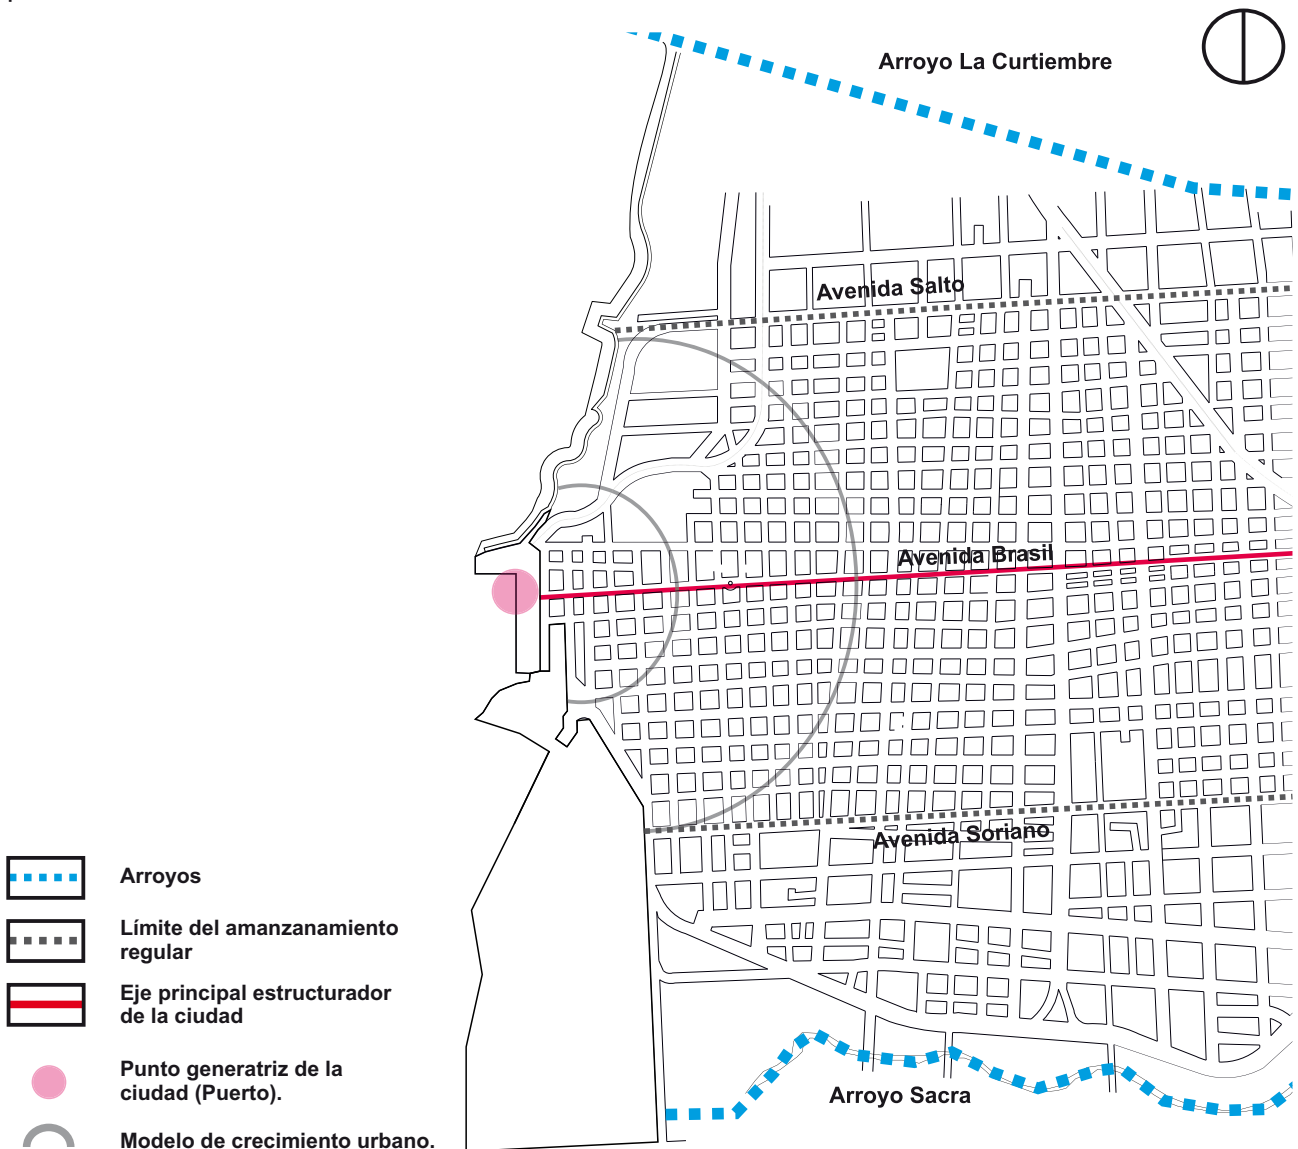 Arroyo La Curtiembre
Avenida Salto
Avenida Brasil
Avenida Soriano
Arroyo Sacra
Arroyos
Límite del amanzanamiento
regular
Eje principal estructurador
de la ciudad
Punto generatriz de la
ciudad (Puerto).
Modelo de crecimiento urbano.